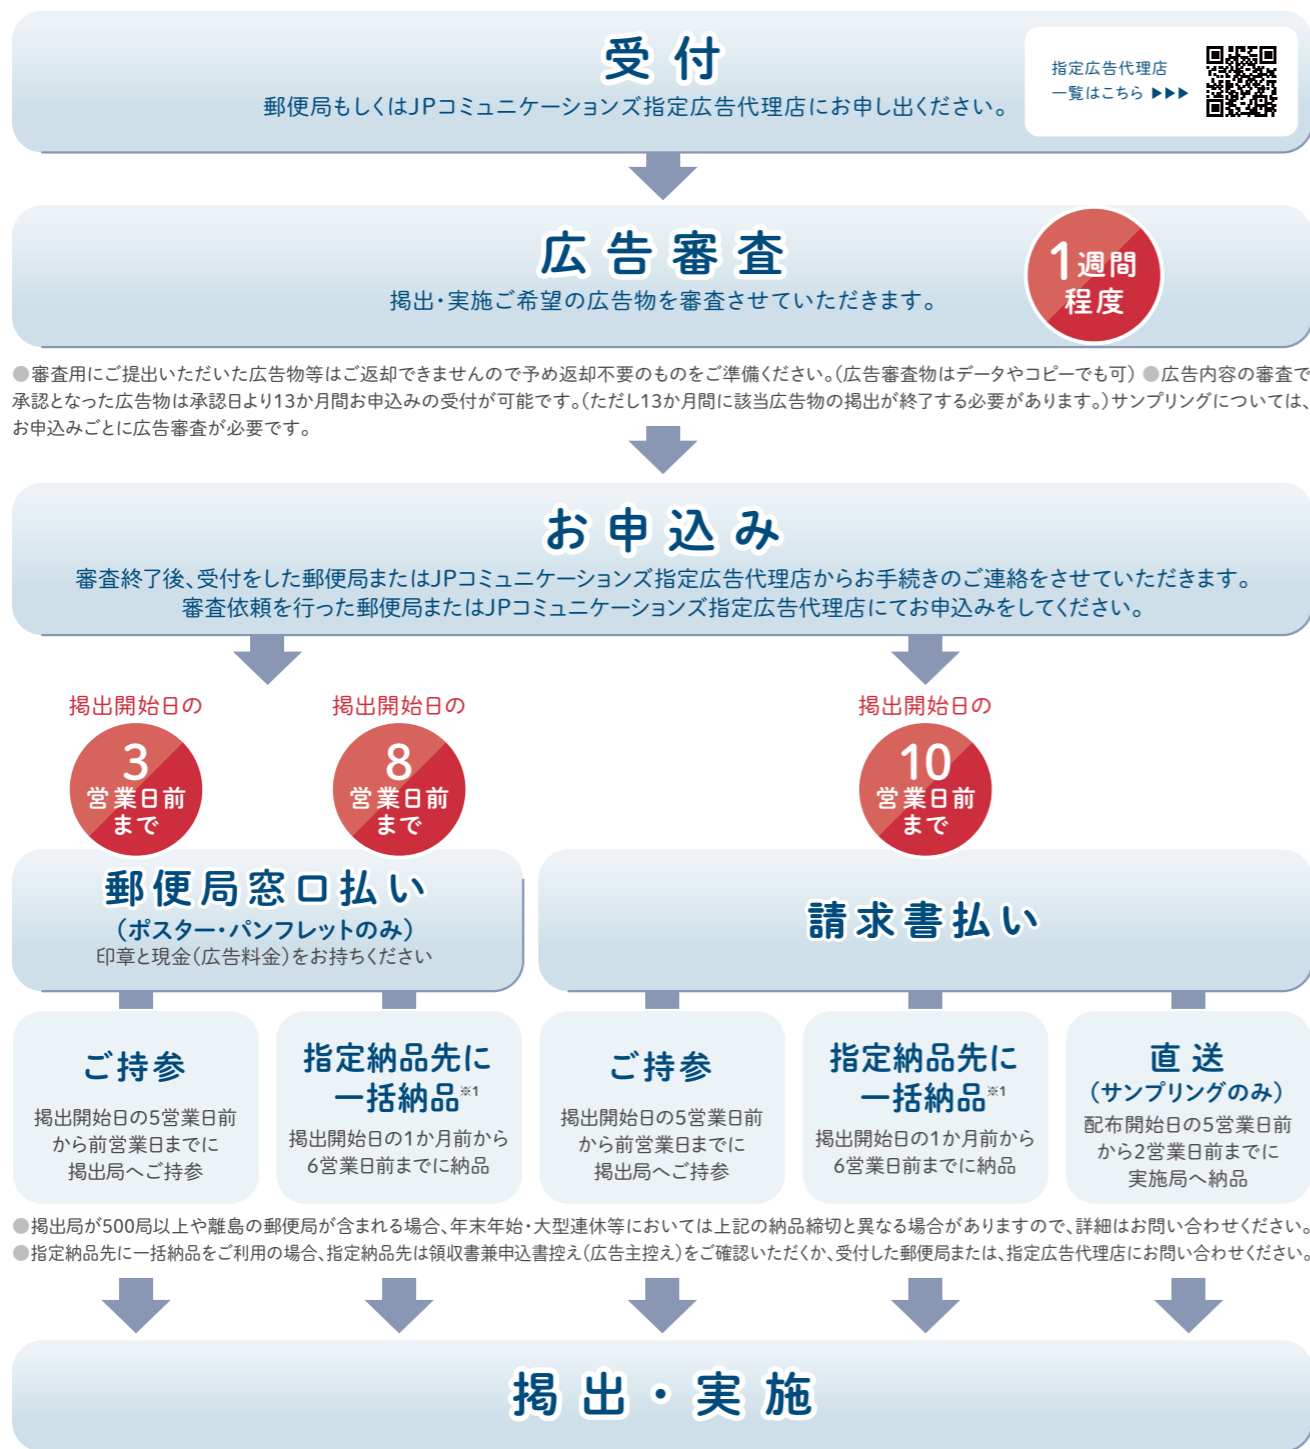 受付
郵便局もしくはJPコミュニケーションズ指定広告代理店にお申し出ください。
指定広告代理店
一覧はこちら ▶▶▶
広告審査
掲出・実施ご希望の広告物を審査させていただきます。
1週間
程度
●審査用にご提出いただいた広告物等はご返却できませんので予め返却不要のものをご準備ください。(広告審査物はデータやコピーでも可) ●広告内容の審査で
承認となった広告物は承認日より13か月間お申込みの受付が可能です。(ただし13か月間に該当広告物の掲出が終了する必要があります。)サンプリングについては、
お申込みごとに広告審査が必要です。
お申込み
審査終了後、受付をした郵便局またはJPコミュニケーションズ指定広告代理店からお手続きのご連絡をさせていただきます。
審査依頼を行った郵便局またはJPコミュニケーションズ指定広告代理店にてお申込みをしてください。
掲出開始日の
3
営業日前
まで
掲出開始日の
8
営業日前
まで
掲出開始日の
10
営業日前
まで
郵便局窓口払い
(ポスター・パンフレットのみ)
印章と現金(広告料金)をお持ちください
請求書払い
ご持参
掲出開始日の5営業日前
から前営業日までに
掲出局へご持参
指定納品先に
一括納品※1
掲出開始日の1か月前から
6営業日前までに納品
ご持参
掲出開始日の5営業日前
から前営業日までに
掲出局へご持参
指定納品先に
一括納品※1
掲出開始日の1か月前から
6営業日前までに納品
直送
(サンプリングのみ)
配布開始日の5営業日前
から2営業日前までに
実施局へ納品
●掲出局が500局以上や離島の郵便局が含まれる場合、年末年始・大型連休等においては上記の納品締切と異なる場合がありますので、詳細はお問い合わせください。
●指定納品先に一括納品をご利用の場合、指定納品先は領収書兼申込書控え(広告主控え)をご確認いただくか、受付した郵便局または、指定広告代理店にお問い合わせください。
掲出・実施